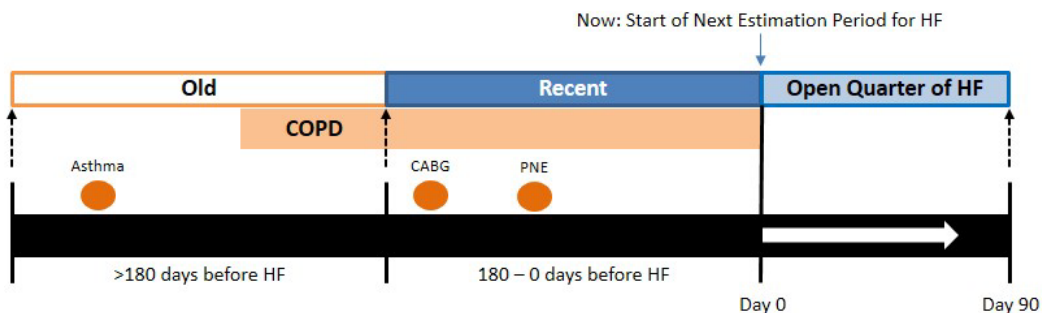 Now: Start of Next Estimation Period for HF
Old
Recent
Open Quarter of HF
COPD
Asthma
CABG
PNE
>180 days before HF
180 – 0 days before HF
Day 0
Day 90